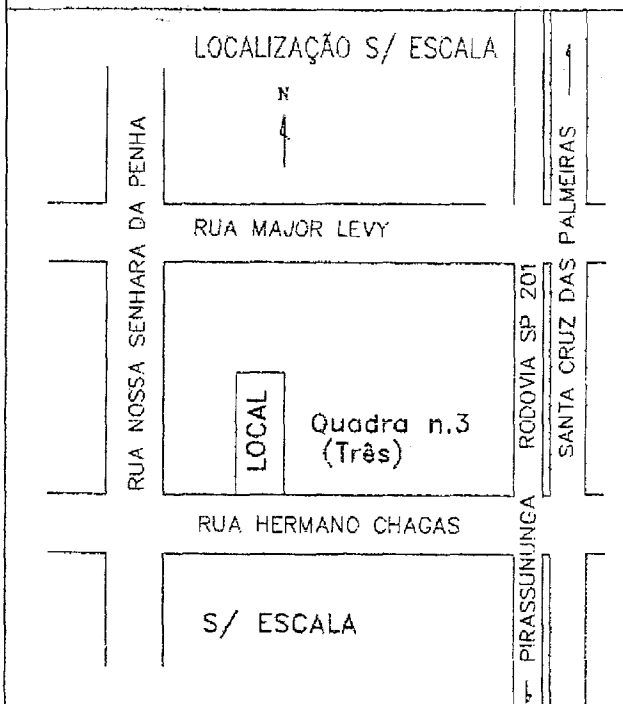 LOCALIZAÇÃO S/ ESCALA
N
RUA NOSSA SENHARA DA PENHA
RUA MAJOR LEVY
SANTA CRUZ DAS PALMEIRAS
RODOVIA SP 201
LOCAL
Quadra n.3
(Três)
RUA HERMANO CHAGAS
PIRASSUNUNGA
S/ ESCALA